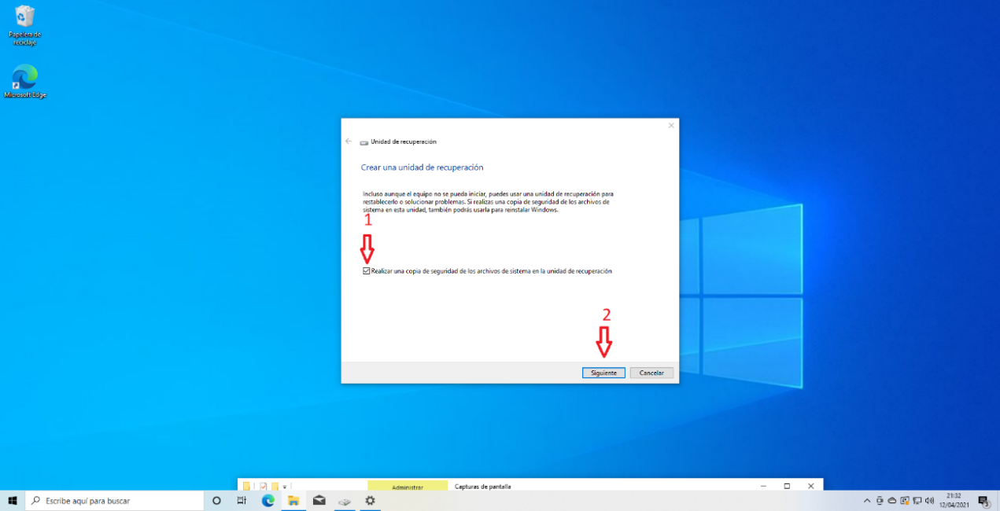 Papelera de
reciclaje
Microsoft Edge
Unidad de recuperación
Crear una unidad de recuperación
Incluso aunque el equipo no se pueda iniciar, puedes usar una unidad de recuperación para
restablecerlo o solucionar problemas. Si realizas una copia de seguridad de los archivos de
sistema en esta unidad, también podrás usarla para reinstalar Windows.
1
Realizar una copia de seguridad de los archivos de sistema en la unidad de recuperación
2
Siguiente
Cancelar
Administrar
Capturas de pantalla
Escribe aquí para buscar
21:32
12/04/2021
3